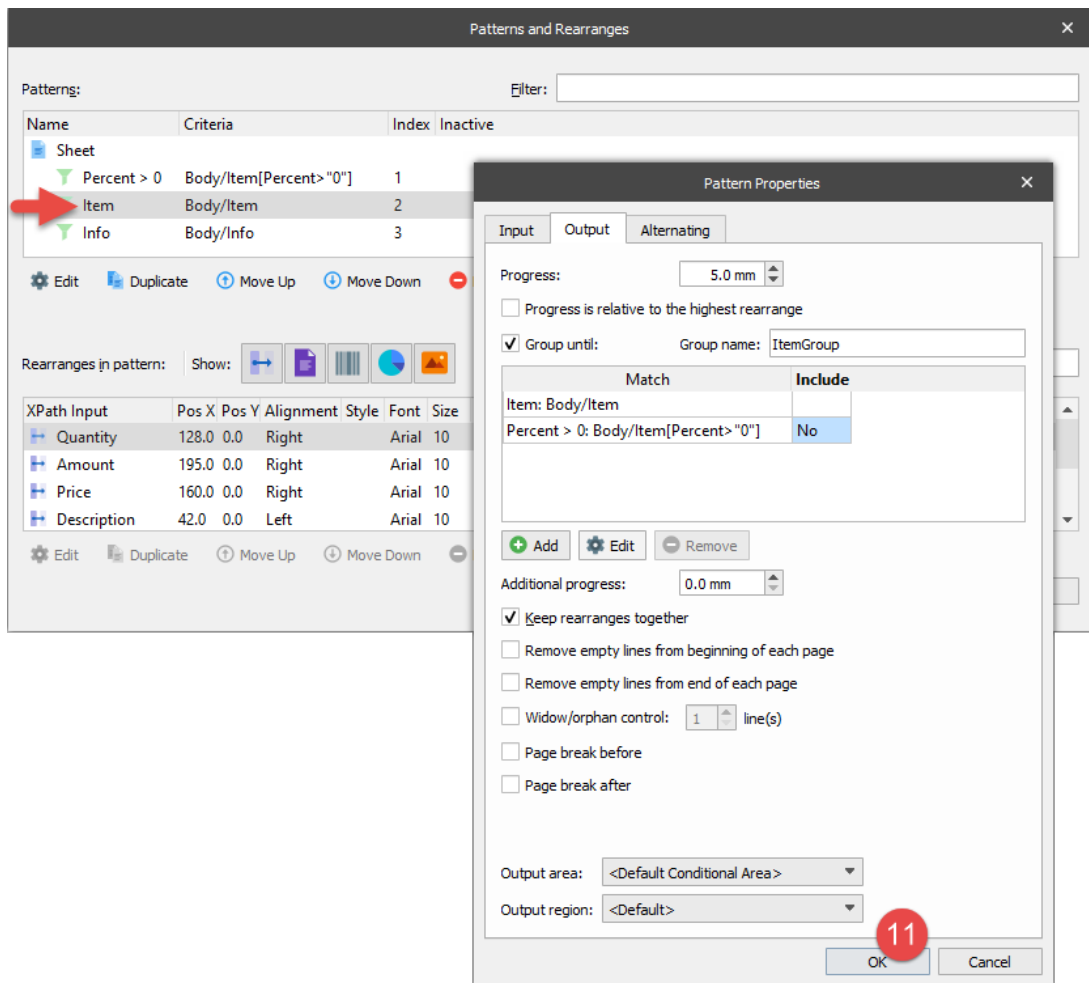 Patterns and Rearranges
Patterns:
Filter:
Name Criteria Index Inactive
Sheet
Percent > 0 Body/Item[Percent>"0"] 1
Item Body/Item 2
Info Body/Info 3
Edit Duplicate Move Up Move Down
Rearranges in pattern: Show:
XPath Input Pos X Pos Y Alignment Style Font Size
Quantity 128.0 0.0 Right Arial 10
Amount 195.0 0.0 Right Arial 10
Price 160.0 0.0 Right Arial 10
Description 42.0 0.0 Left Arial 10
Edit Duplicate Move Up Move Down
Pattern Properties
Input Output Alternating
Progress: 5.0 mm
Progress is relative to the highest rearrange
Group until: Group name: ItemGroup
Match Include
Item: Body/Item
Percent > 0: Body/Item[Percent>"0"] No
Add Edit Remove
Additional progress: 0.0 mm
Keep rearranges together
Remove empty lines from beginning of each page
Remove empty lines from end of each page
Widow/orphan control: 1 line(s)
Page break before
Page break after
Output area: <Default Conditional Area>
Output region: <Default>
11
OK Cancel